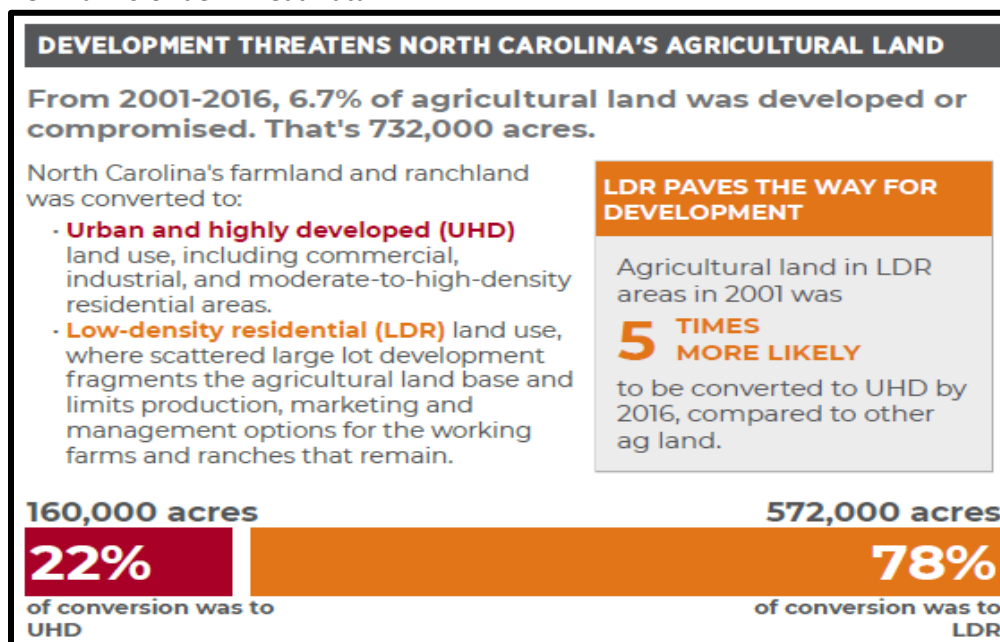 DEVELOPMENT THREATENS NORTH CAROLINA'S AGRICULTURAL LAND
From 2001-2016, 6.7% of agricultural land was developed or
compromised. That's 732,000 acres.
North Carolina's farmland and ranchland
was converted to:
· Urban and highly developed (UHD)
land use, including commercial,
industrial, and moderate-to-high-density
residential areas.
· Low-density residential (LDR) land use,
where scattered large lot development
fragments the agricultural land base and
limits production, marketing and
management options for the working
farms and ranches that remain.
LDR PAVES THE WAY FOR
DEVELOPMENT
Agricultural land in LDR
areas in 2001 was
5 TIMES
MORE LIKELY
to be converted to UHD by
2016, compared to other
ag land.
160,000 acres
22%
of conversion was to
UHD
572,000 acres
78%
of conversion was to
LDR